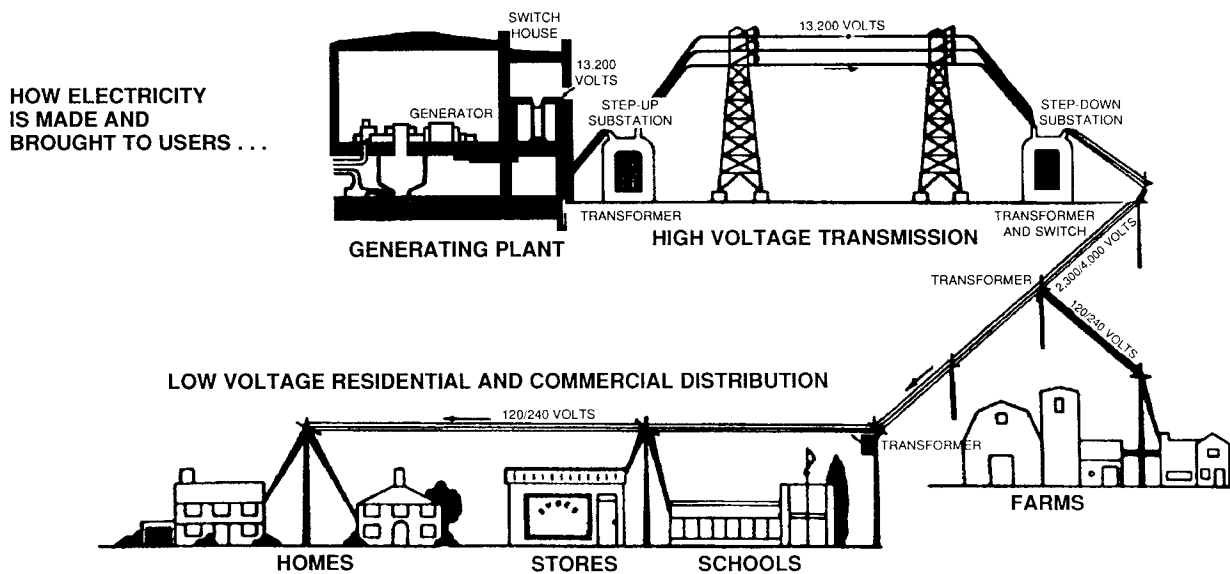 HOW ELECTRICITY
IS MADE AND
BROUGHT TO USERS . . .
SWITCH
HOUSE
13.200
VOLTS
GENERATOR
GENERATING PLANT
STEP-UP
SUBSTATION
TRANSFORMER
13.200 VOLTS
HIGH VOLTAGE TRANSMISSION
STEP-DOWN
SUBSTATION
TRANSFORMER
AND SWITCH
2,300/4,000 VOLTS
TRANSFORMER
120/240 VOLTS
FARMS
LOW VOLTAGE RESIDENTIAL AND COMMERCIAL DISTRIBUTION
120/240 VOLTS
TRANSFORMER
HOMES
STORES
SCHOOLS